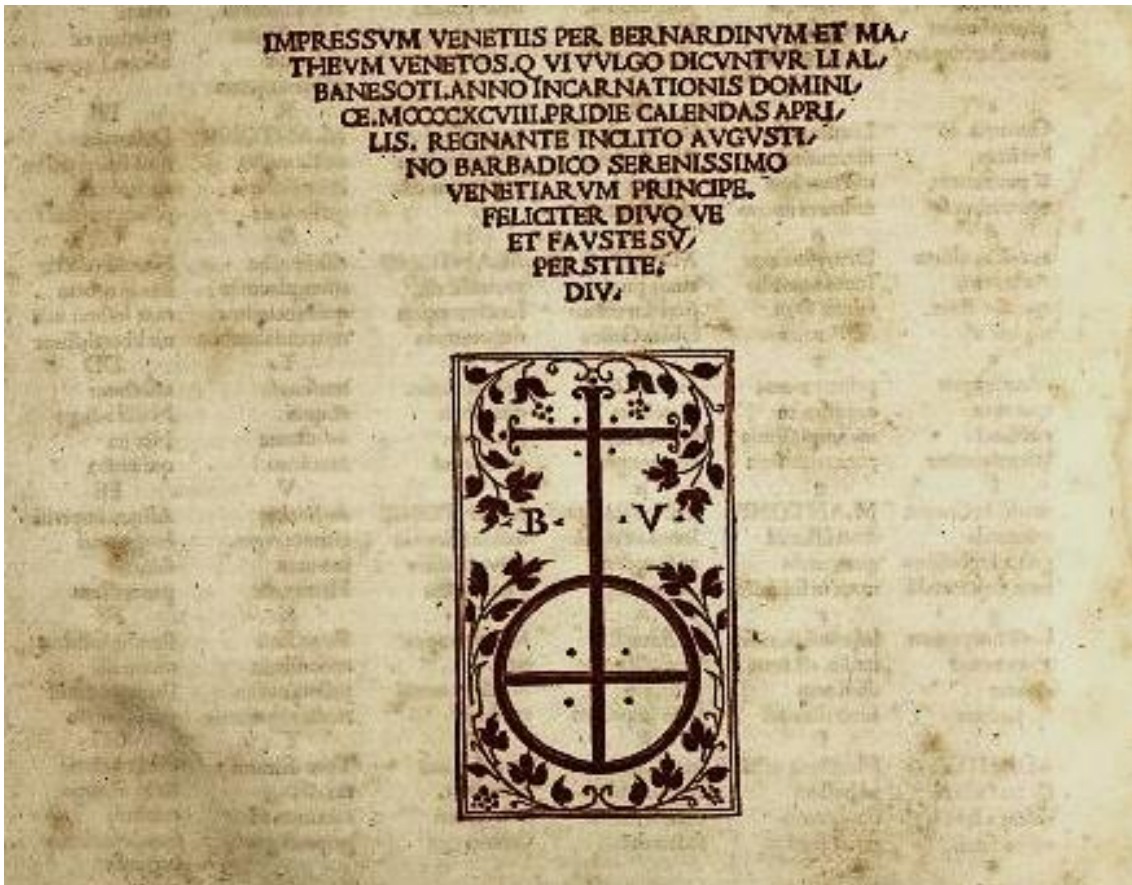 IMPRESSVM VENETIIS PER BERNARDINVM ET MA/
THEVM VENETOS.Q VI VVLGO DICVNTVR LI AL/
BANESOTI.ANNO INCARNATIONIS DOMINI/
CE.MCCCCXCVIII.PRIDIE CALENDAS APRI/
LIS. REGNANTE INCLITO AVGVSTI/
NO BARBADICO SERENISSIMO
VENETIARVM PRINCIPE.
FELICITER DIVQ VE
ET FAVSTE SV/
PERSTITE/
DIV/
·B· ·V·